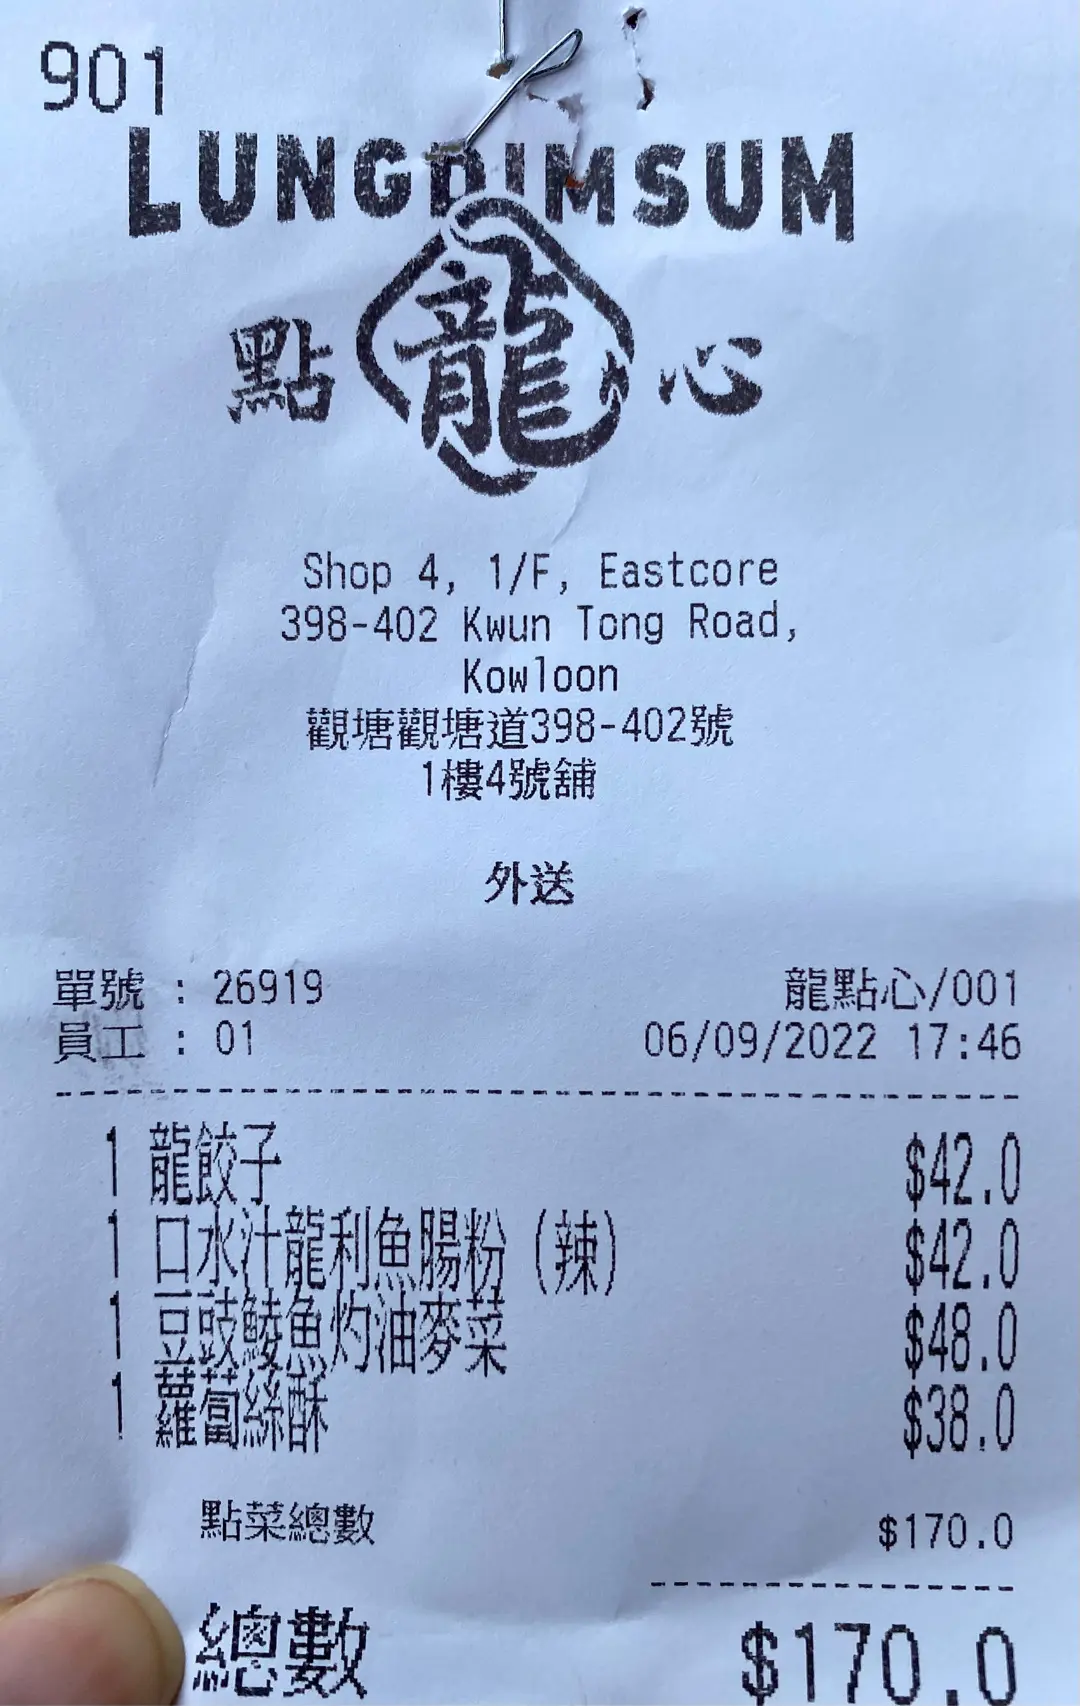 901
LUNGDIMSUM
點龍心
Shop 4, 1/F, Eastcore
398-402 Kwun Tong Road,
Kowloon
觀塘觀塘道398-402號
1樓4號舖
外送
單號 : 26919 龍點心/001
員工 : 01 06/09/2022 17:46
1 龍餃子 $42.0
1 口水汁龍利魚腸粉（辣） $42.0
1 豆豉鯪魚灼油麥菜 $48.0
1 蘿蔔絲酥 $38.0
點菜總數 $170.0
總數 $170.0